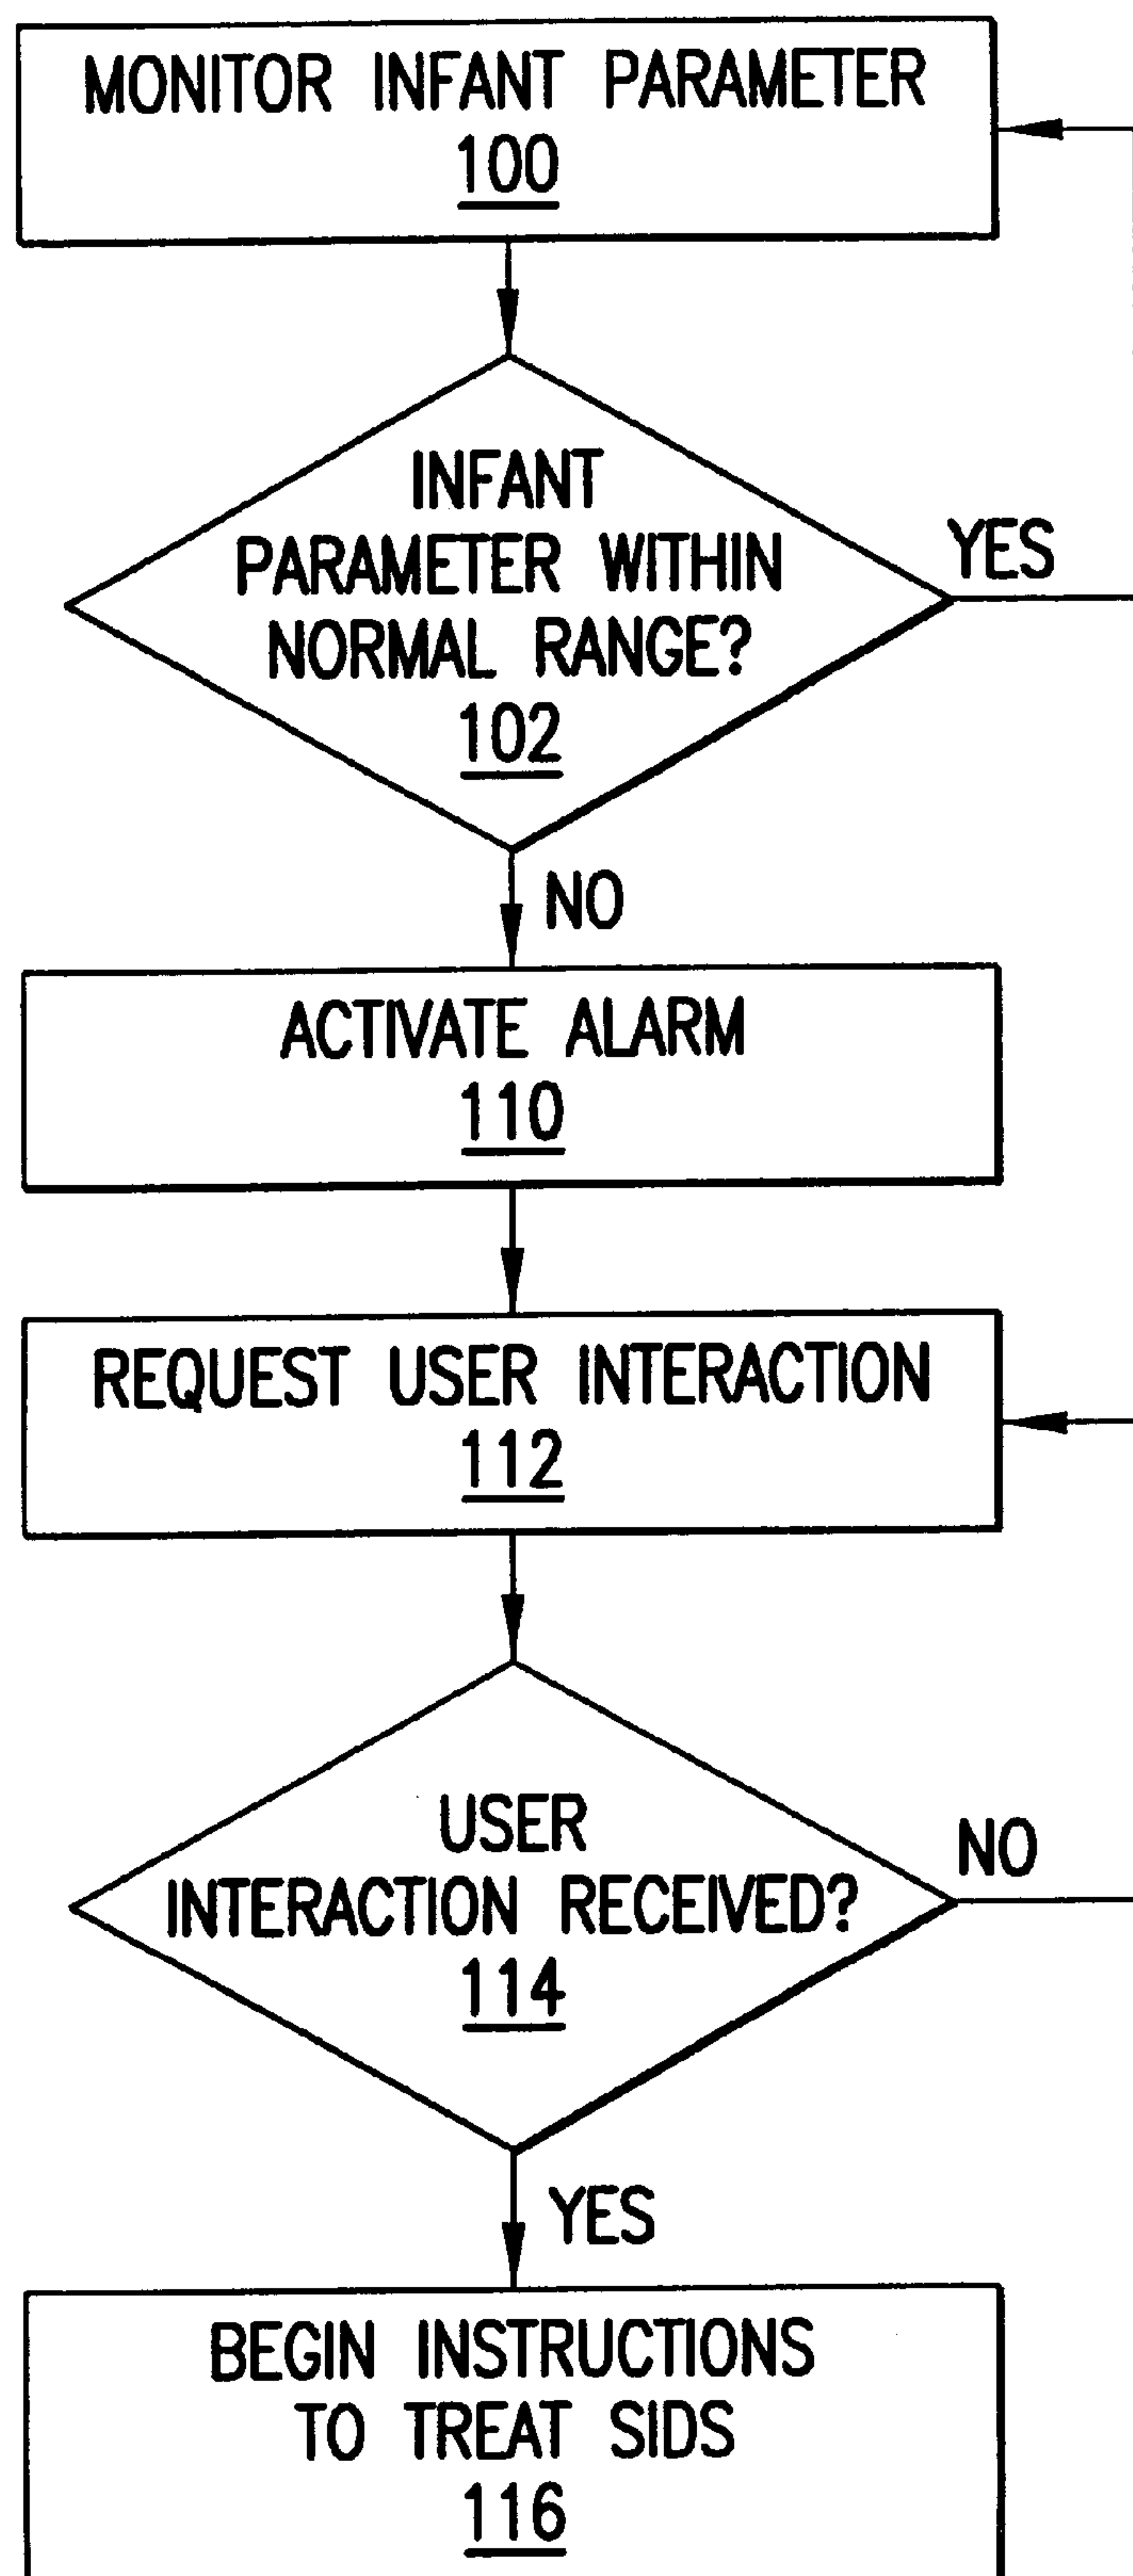 MONITOR INFANT PARAMETER
100
INFANT
PARAMETER WITHIN
NORMAL RANGE?
102
YES
NO
ACTIVATE ALARM
110
REQUEST USER INTERACTION
112
USER
INTERACTION RECEIVED?
114
NO
YES
BEGIN INSTRUCTIONS
TO TREAT SIDS
116